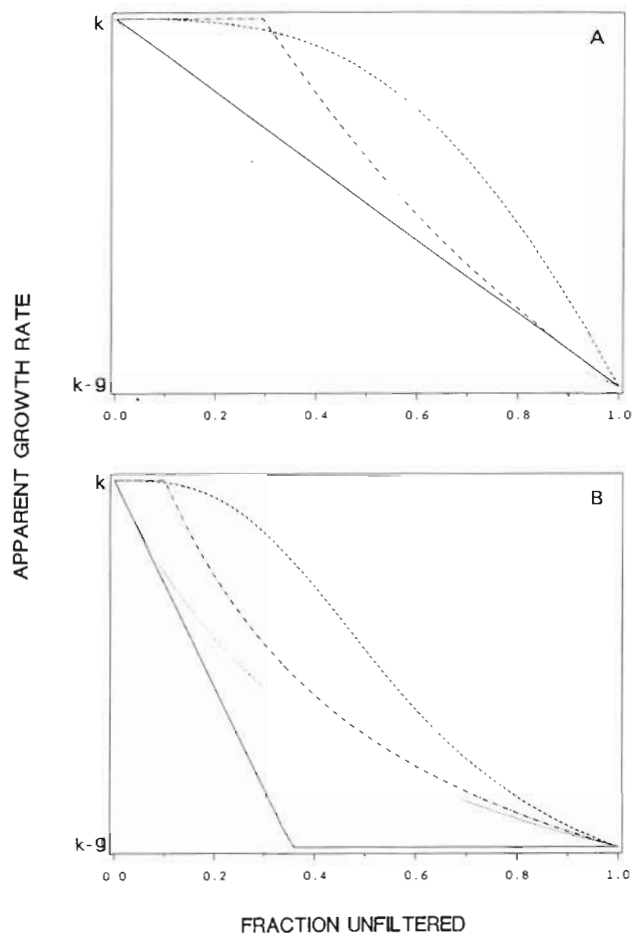 k
A
k-g
0.0 0.2 0.4 0.6 0.8 1.0
APPARENT GROWTH RATE
k
B
k-g
0.0 0.2 0.4 0.6 0.8 1.0
FRACTION UNFILTERED